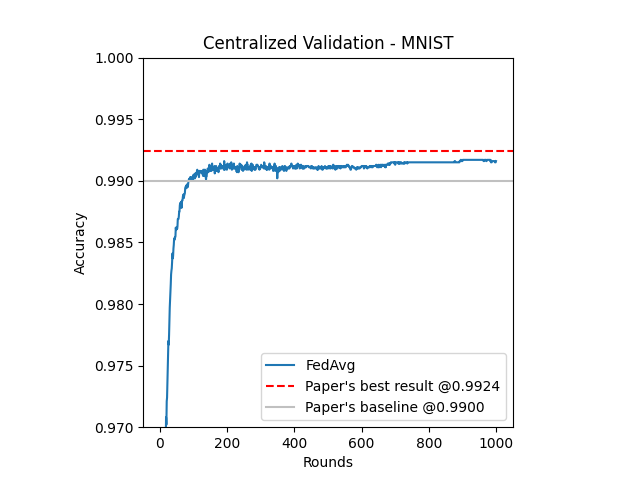 Centralized Validation - MNIST
1.000
0.995
0.990
0.985
0.980
0.975
0.970
Accuracy
FedAvg
Paper's best result @0.9924
Paper's baseline @0.9900
0 200 400 600 800 1000
Rounds